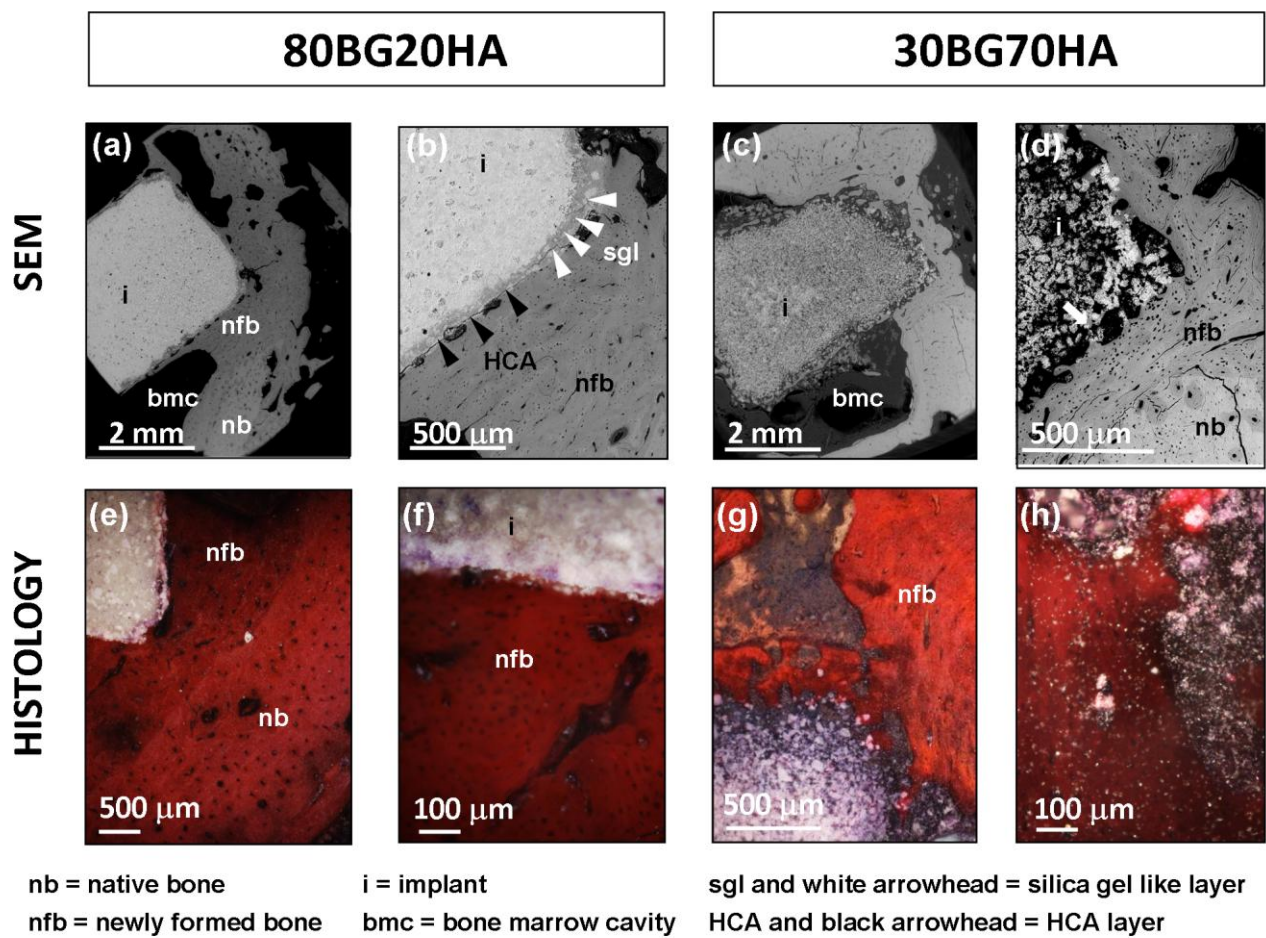 80BG20HA
30BG70HA
SEM
(a)
i
nfb
bmc
nb
2 mm
(b)
i
sgl
HCA
nfb
500 μm
(c)
i
bmc
2 mm
(d)
i
nfb
nb
500 μm
HISTOLOGY
(e)
nfb
nb
500 μm
(f)
i
nfb
100 μm
(g)
nfb
500 μm
(h)
100 μm
nb = native bone
i = implant
sgl and white arrowhead = silica gel like layer
nfb = newly formed bone
bmc = bone marrow cavity
HCA and black arrowhead = HCA layer